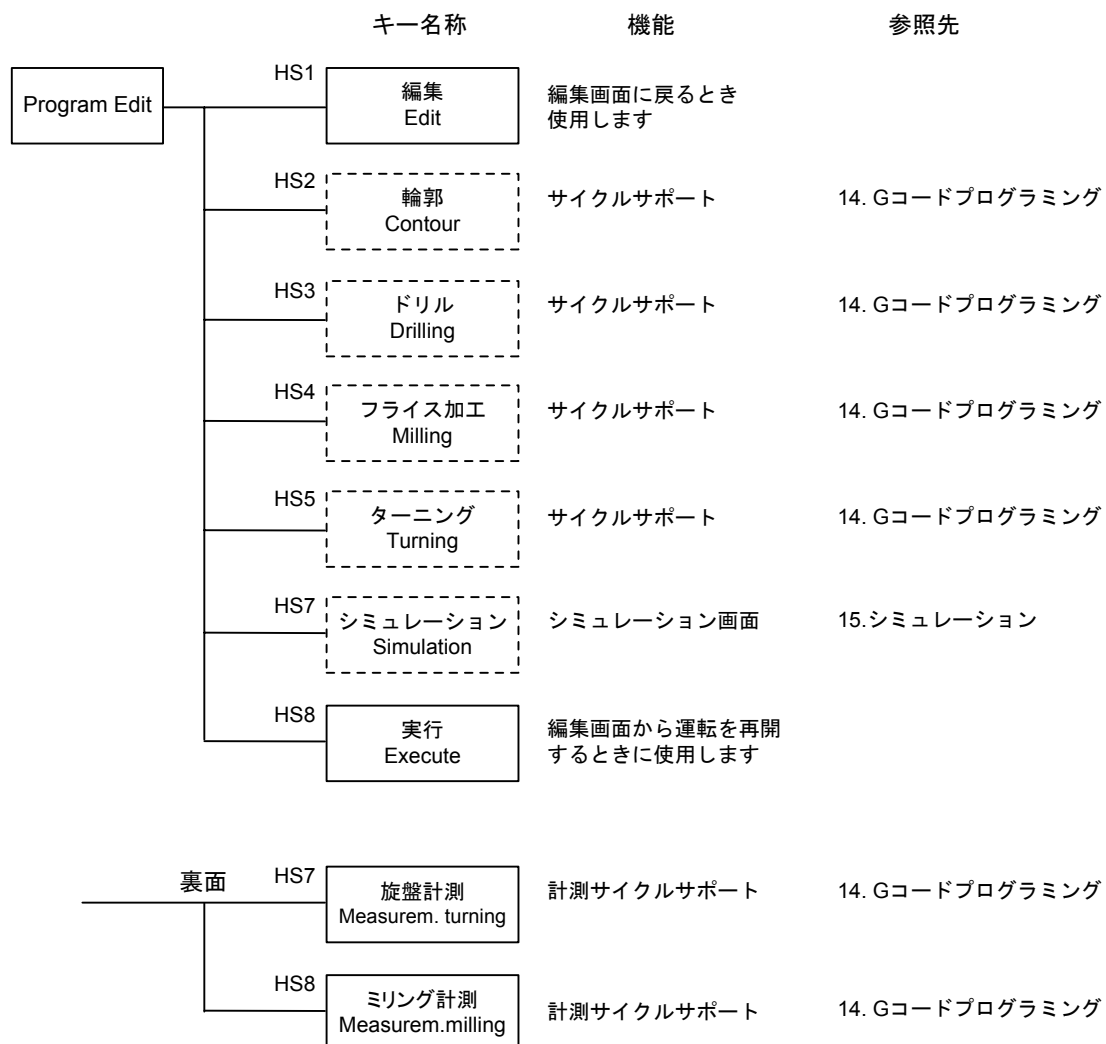 キー名称 機能 参照先
Program Edit
HS1
編集
Edit
編集画面に戻るとき
使用します
HS2
輪郭
Contour
サイクルサポート
14. Gコードプログラミング
HS3
ドリル
Drilling
サイクルサポート
14. Gコードプログラミング
HS4
フライス加工
Milling
サイクルサポート
14. Gコードプログラミング
HS5
ターニング
Turning
サイクルサポート
14. Gコードプログラミング
HS7
シミュレーション
Simulation
シミュレーション画面
15.シミュレーション
HS8
実行
Execute
編集画面から運転を再開
するときに使用します
裏面
HS7
旋盤計測
Measurem. turning
計測サイクルサポート
14. Gコードプログラミング
HS8
ミリング計測
Measurem.milling
計測サイクルサポート
14. Gコードプログラミング